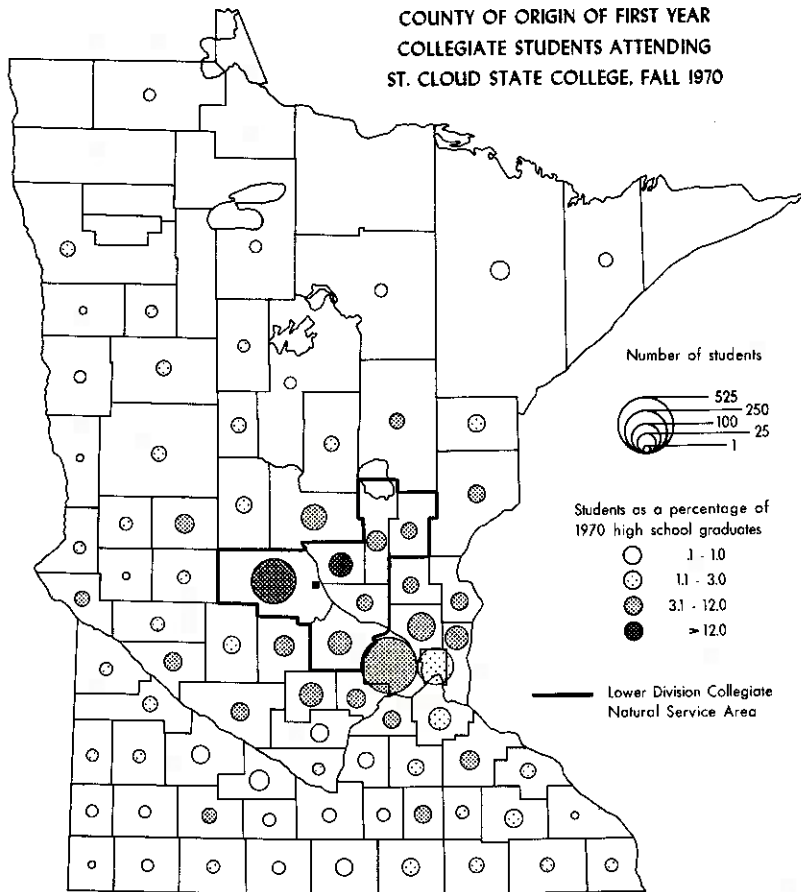 COUNTY OF ORIGIN OF FIRST YEAR
COLLEGIATE STUDENTS ATTENDING
ST. CLOUD STATE COLLEGE, FALL 1970
Number of students
525
250
100
25
1
Students as a percentage of
1970 high school graduates
.1 - 1.0
1.1 - 3.0
3.1 - 12.0
> 12.0
Lower Division Collegiate
Natural Service Area